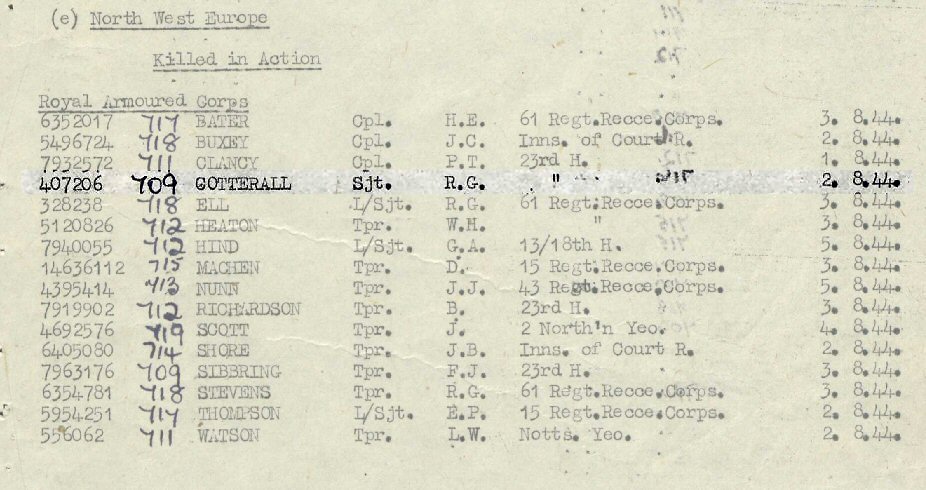 (e) North West Europe
Killed in Action
Royal Armoured Corps
6352017 717 BATER Cpl. H.E. 61 Regt.Recce.Corps. 3. 8.44.
5496724 718 BUXEY Cpl. J.C. Inns. of Court R. 2. 8.44.
7932572 711 CLANCY Cpl. P.T. 23rd H. 1. 8.44.
407206 709 COTTERALL Sjt. R.G. " 2. 8.44.
328238 718 ELL L/Sjt. R.G. 61 Regt.Recce.Corps. 3. 8.44.
5120826 712 HEATON Tpr. W.H. " 3. 8.44.
7940055 712 HIND L/Sjt. G.A. 13/18th H. 5. 8.44.
14636112 715 MACHEN Tpr. D. 15 Regt.Recce.Corps. 3. 8.44.
4395414 713 NUNN Tpr. J.J. 43 Regt.Recce.Corps. 5. 8.44.
7919902 712 RICHARDSON Tpr. B. 23rd H. 3. 8.44.
4692576 719 SCOTT Tpr. J. 2 North'n Yeo. 4. 8.44.
6405080 714 SHORE Tpr. J.B. Inns. of Court R. 2. 8.44.
7963176 709 SIBBRING Tpr. F.J. 23rd H. 3. 8.44.
6354781 718 STEVENS Tpr. R.G. 61 Regt.Recce.Corps. 3. 8.44.
5954251 717 THOMPSON L/Sjt. E.P. 15 Regt.Recce.Corps. 2. 8.44.
556062 711 WATSON Tpr. L.W. Notts. Yeo. 2. 8.44.